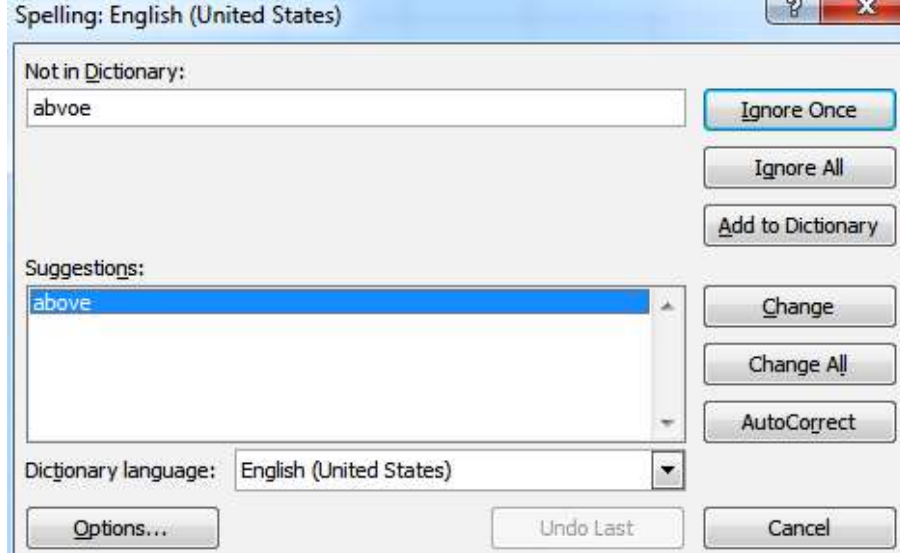 Spelling: English (United States)
Not in Dictionary:
abvoe
Ignore Once
Ignore All
Add to Dictionary
Suggestions:
above
Change
Change All
AutoCorrect
Dictionary language: English (United States)
Options... Undo Last Cancel